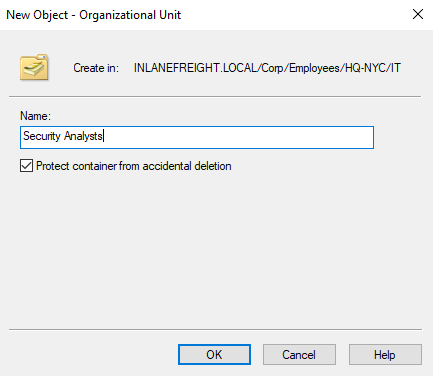 New Object - Organizational Unit
Create in: INLANEFREIGHT.LOCAL/Corp/Employees/HQ-NYC/IT
Name:
Security Analysts
Protect container from accidental deletion
OK Cancel Help